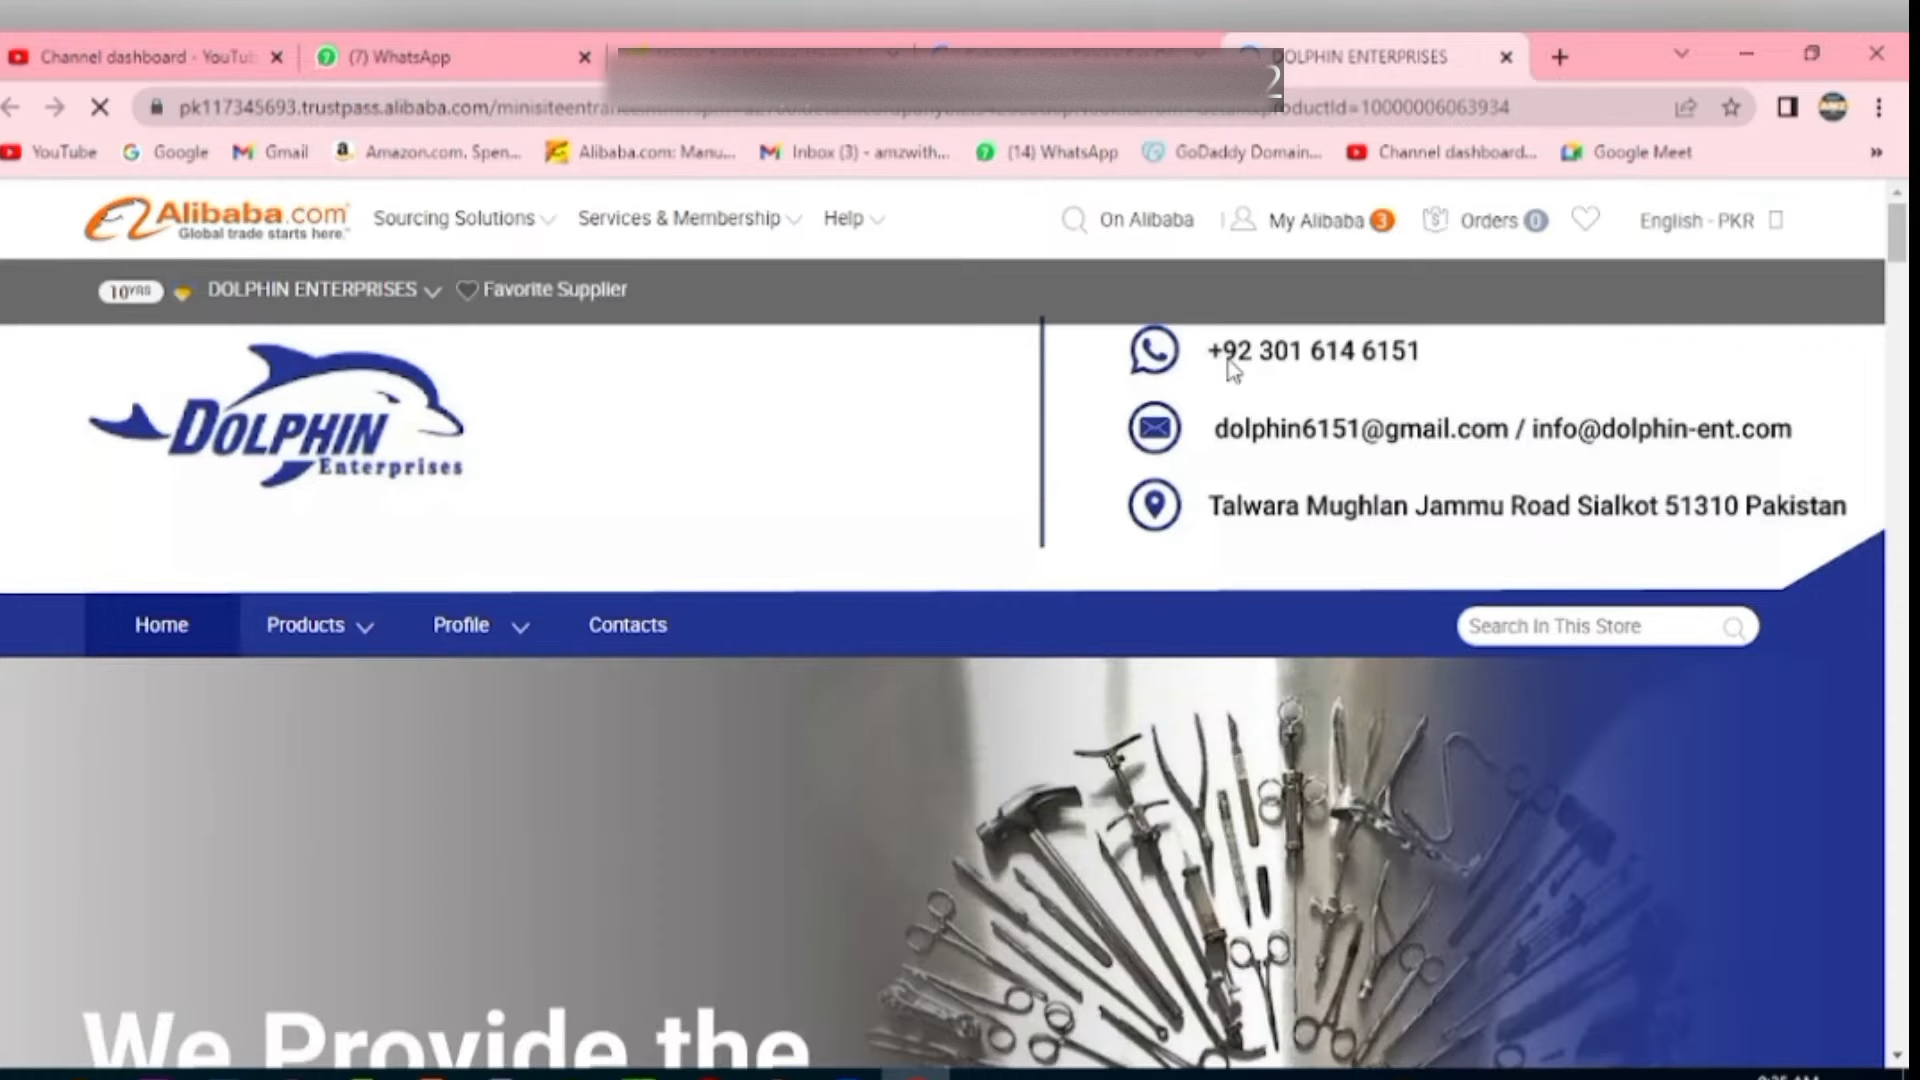 Channel dashboard - YouTub
(7) WhatsApp
DOLPHIN ENTERPRISES
2
pk117345693.trustpass.alibaba.com/minisiteentran
productId=10000006063934
YouTube
Google
Gmail
Amazon.com. Spen...
Alibaba.com: Manu...
Inbox (3) - amzwith...
(14) WhatsApp
GoDaddy Domain...
Channel dashboard...
Google Meet
»
Alibaba.com
Global trade starts here.
Sourcing Solutions
Services & Membership
Help
On Alibaba
My Alibaba 3
Orders 0
English - PKR
10YRS
DOLPHIN ENTERPRISES
Favorite Supplier
DOLPHIN
Enterprises
+92 301 614 6151
dolphin6151@gmail.com / info@dolphin-ent.com
Talwara Mughlan Jammu Road Sialkot 51310 Pakistan
Home
Products
Profile
Contacts
Search In This Store
We Provide the